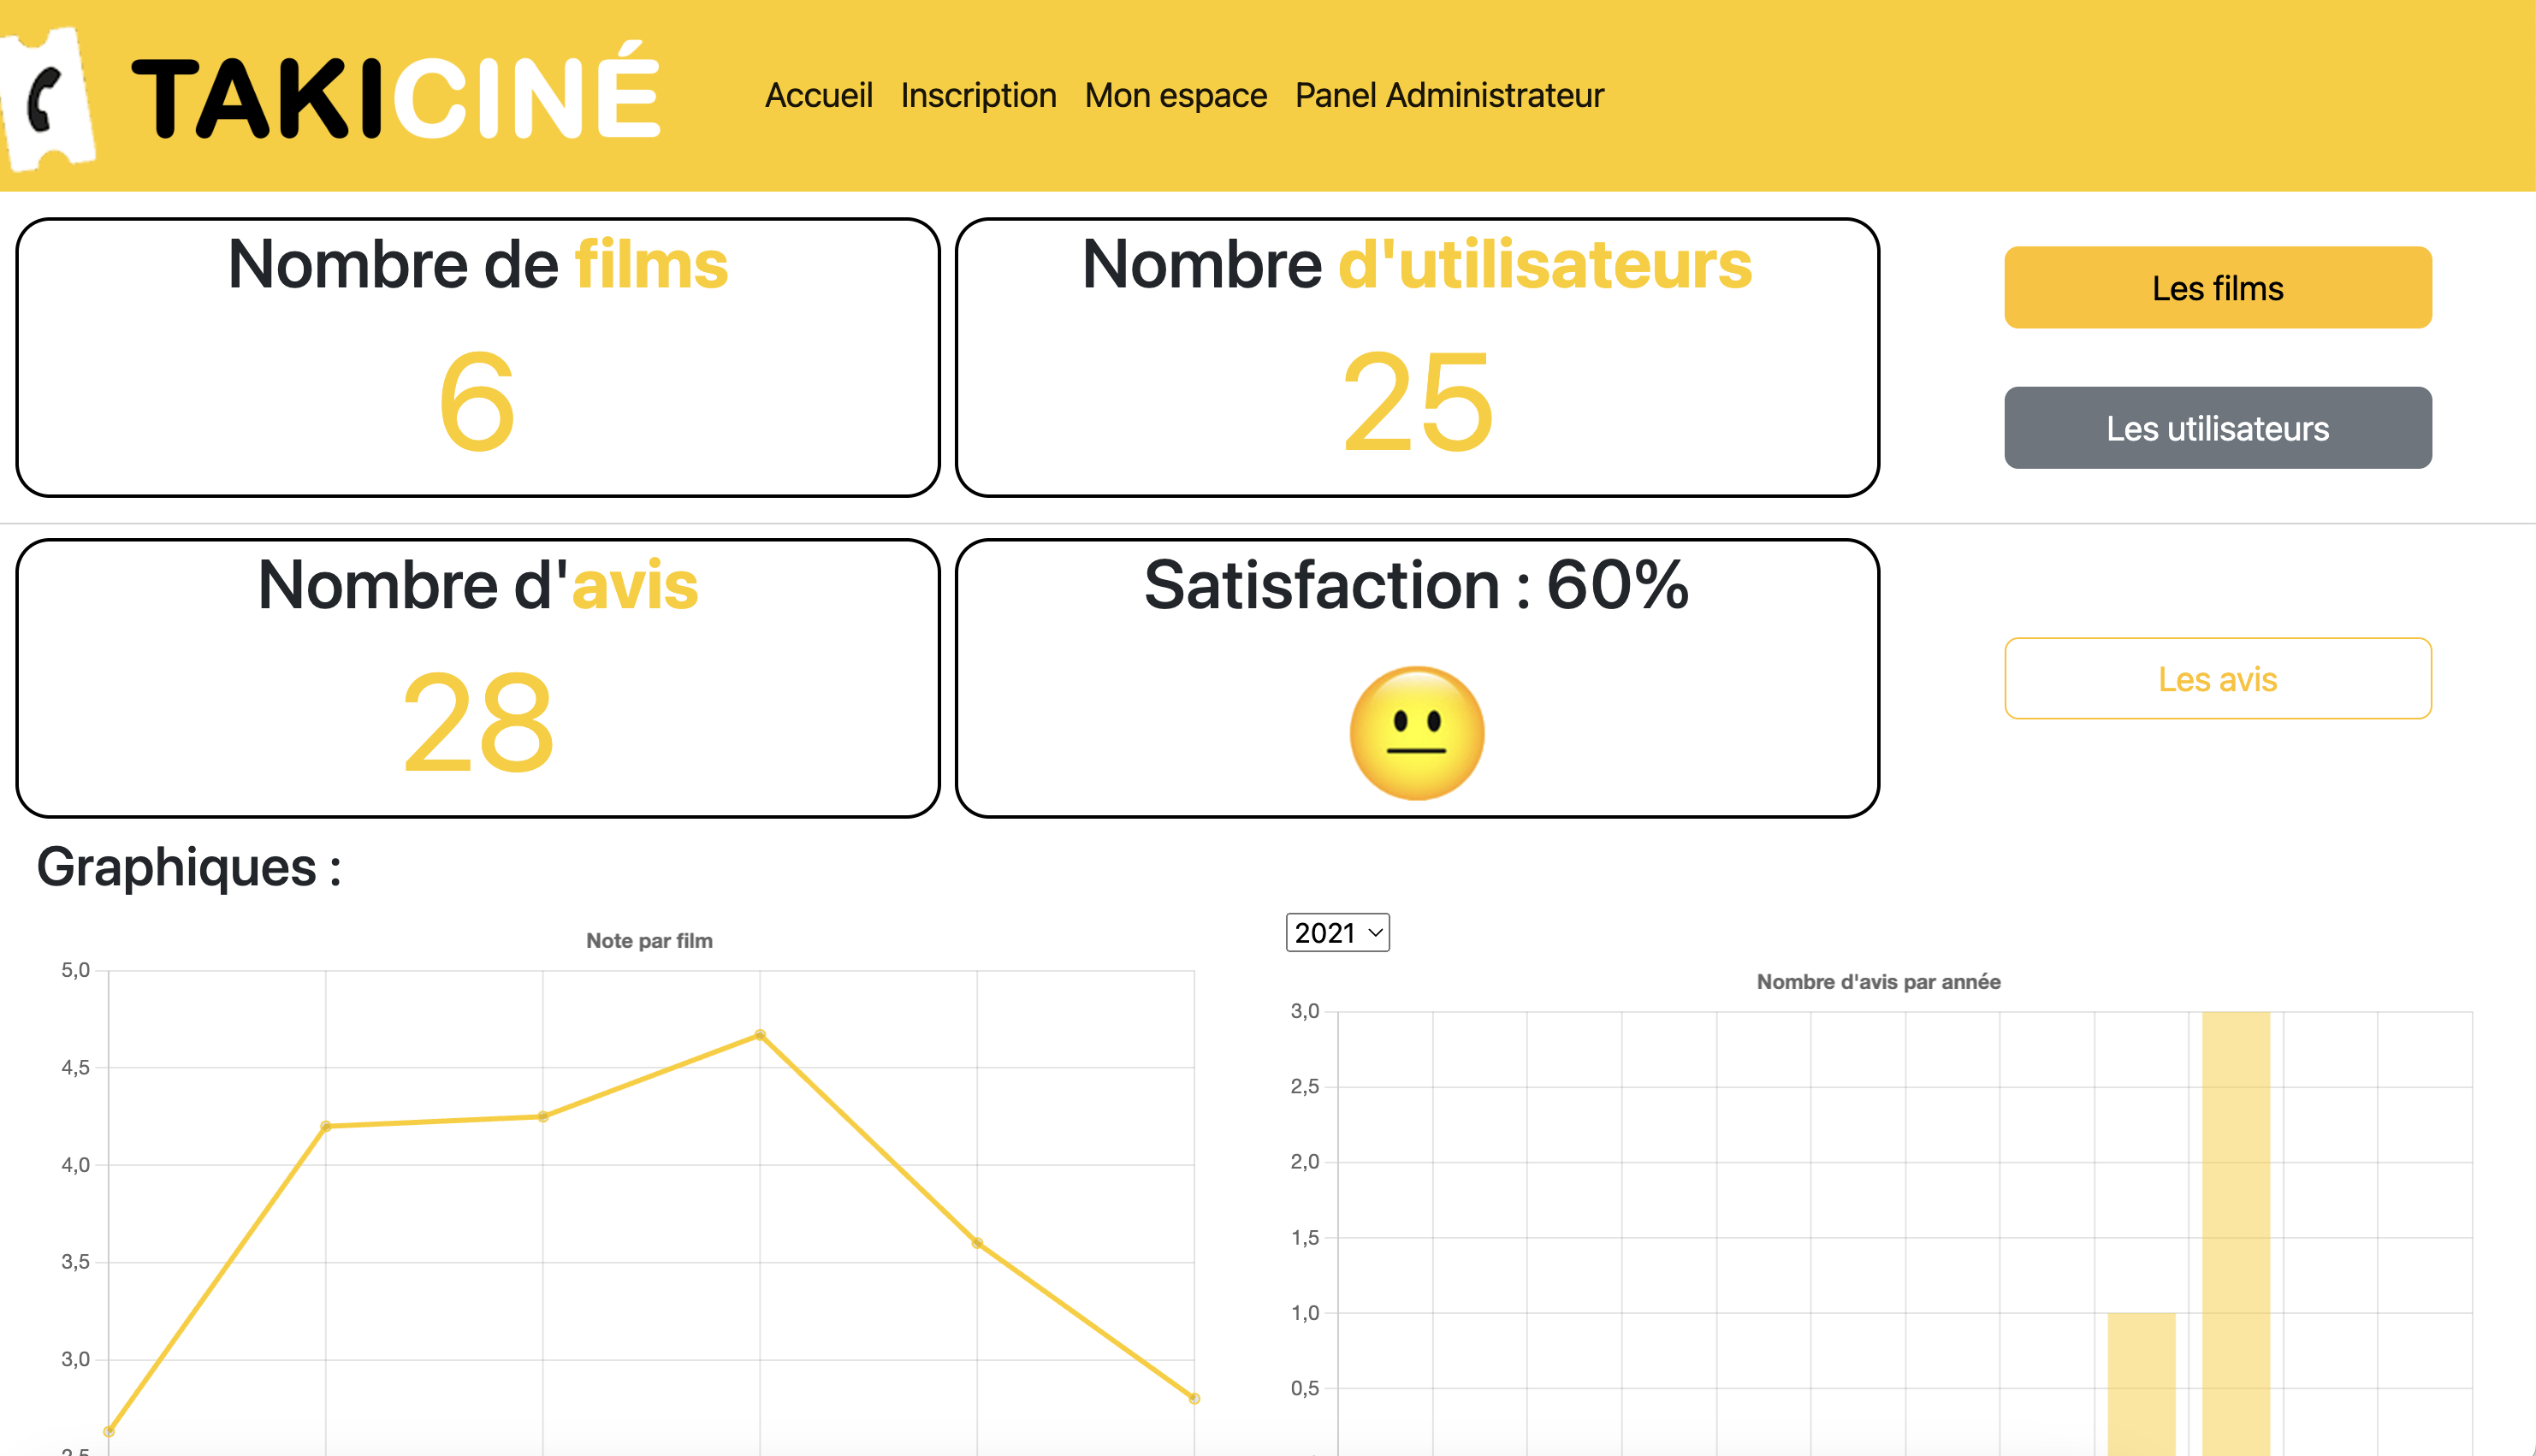 TAKICINÉ
Accueil Inscription Mon espace Panel Administrateur
Nombre de films
6
Nombre d'utilisateurs
25
Les films
Les utilisateurs
Nombre d'avis
28
Satisfaction : 60%
Les avis
Graphiques :
Note par film
5,0
4,5
4,0
3,5
3,0
2021
Nombre d'avis par année
3,0
2,5
2,0
1,5
1,0
0,5